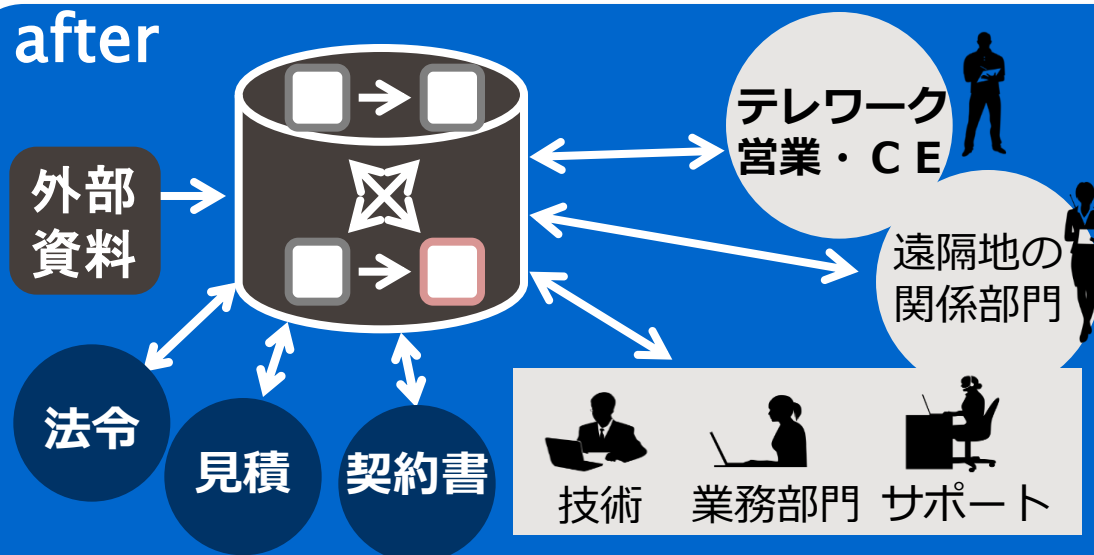 after
外部
資料
テレワーク
営業・ＣＥ
遠隔地の
関係部門
法令
見積
契約書
技術
業務部門
サポート